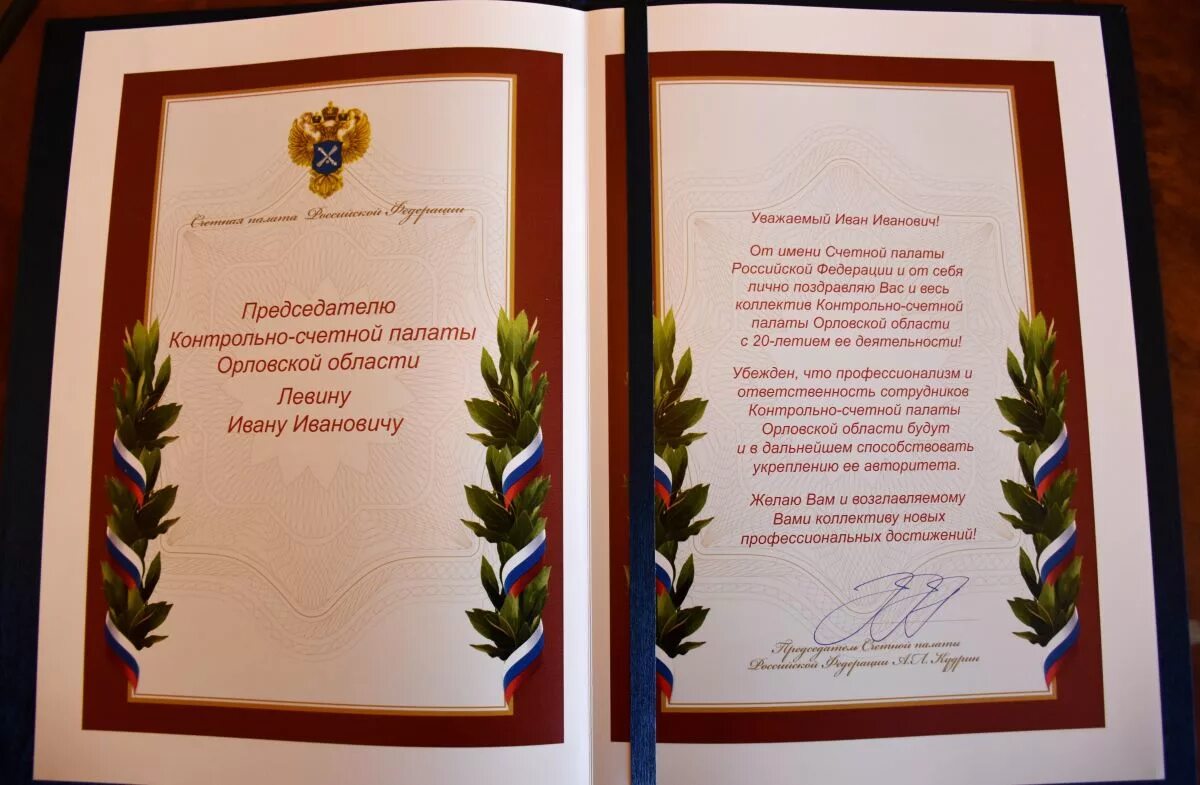 Счетная палата Российской Федерации
Председателю
Контрольно-счетной палаты
Орловской области
Левину
Ивану Ивановичу
Уважаемый Иван Иванович!
От имени Счетной палаты
Российской Федерации и от себя
лично поздравляю Вас и весь
коллектив Контрольно-счетной
палаты Орловской области
с 20-летием ее деятельности!
Убежден, что профессионализм и
ответственность сотрудников
Контрольно-счетной палаты
Орловской области будут
и в дальнейшем способствовать
укреплению ее авторитета.
Желаю Вам и возглавляемому
Вами коллективу новых
профессиональных достижений!
Председатель Счетной палаты
Российской Федерации А.Л. Кудрин